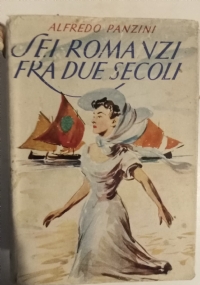 ALFREDO PANZINI
SEI ROMANZI
FRA DUE SECOLI